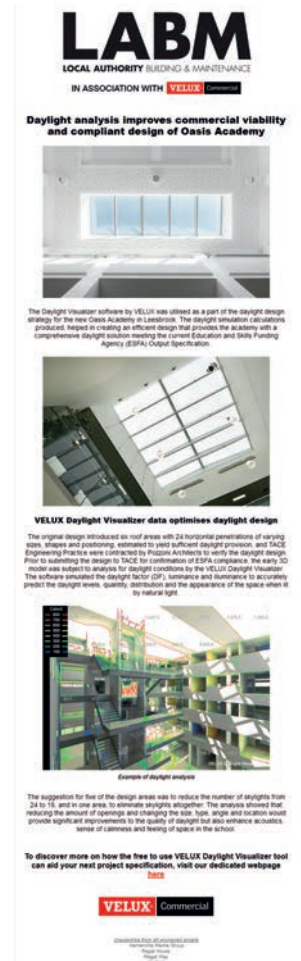 LABM
LOCAL AUTHORITY BUILDING & MAINTENANCE
IN ASSOCIATION WITH VELUX Commercial
Daylight analysis improves commercial viability
and compliant design of Oasis Academy
The Daylight Visualizer software by VELUX was utilised as a part of the daylight design
strategy for the new Oasis Academy in Leesbrook. The daylight simulation calculations
produced, helped in creating an efficient design that provides the academy with a
comprehensive daylight solution meeting the current Education and Skills Funding
Agency (ESFA) Output Specification.
VELUX Daylight Visualizer data optimises daylight design
The original design introduced six roof areas with 24 horizontal penetrations of varying
sizes, shapes and positioning, estimated to yield sufficient daylight provision, and TACE
Engineering Practice were contracted by Pozzoni Architects to verify the daylight design.
Prior to submitting the design to TACE for confirmation of ESFA compliance, the early 3D
model was subject to analysis for daylight conditions by the VELUX Daylight Visualizer.
The software simulated the daylight factor (DF), luminance and illuminance to accurately
predict the daylight levels, quantity, distribution and the appearance of the space when lit
by natural light.
Example of daylight analysis
The suggestion for five of the design areas was to reduce the number of skylights from
24 to 19, and in one area, to eliminate skylights altogether. The analysis showed that
reducing the amount of openings and changing the size, type, angle and location would
provide significant improvements to the quality of daylight but also enhance acoustics,
sense of calmness and feeling of space in the school.
To discover more on how the free to use VELUX Daylight Visualizer tool
can aid your next project specification, visit our dedicated webpage
here
VELUX Commercial
Unsubscribe from all sponsored emails
Hamerville Media Group
Regal House
Regal Way